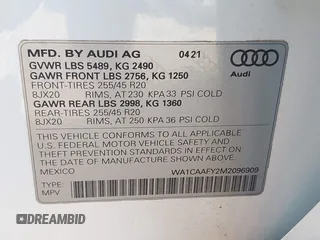 MFD. BY AUDI AG 04 21
GVWR LBS 5489, KG 2490
GAWR FRONT LBS 2756, KG 1250
FRONT-TIRES 255/45 R20
8JX20 RIMS, AT 230 KPA 33 PSI COLD
GAWR REAR LBS 2998, KG 1360
REAR-TIRES 255/45 R20
8JX20 RIMS, AT 250 KPA 36 PSI COLD
Audi
THIS VEHICLE CONFORMS TO ALL APPLICABLE
U.S. FEDERAL MOTOR VEHICLE SAFETY, BUMPER
AND THEFT PREVENTION STANDARDS IN EFFECT
ON THE DATE OF MANUFACTURE SHOWN ABOVE.
MEXICO WA1CAAFY2M2096909
TYPE:
MPV
DREAMBID